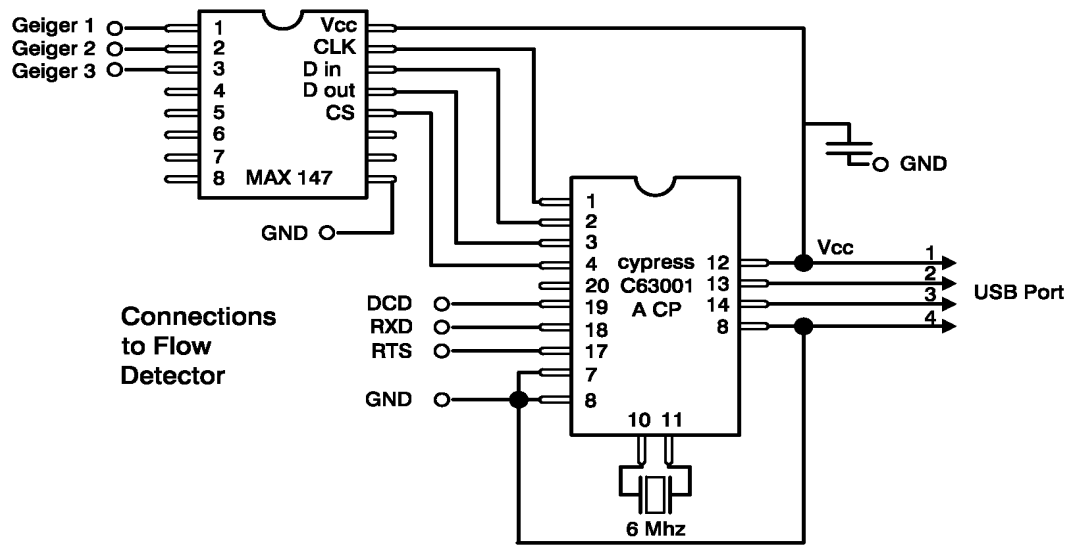 Geiger 1
Geiger 2
Geiger 3
1
2
3
4
5
6
7
8
Vcc
CLK
D in
D out
CS
MAX 147
GND
GND
1
2
3
4
20
19
18
17
7
8
cypress
C63001
A CP
12
13
14
8
10 11
6 Mhz
Vcc
1
2
3
4
USB Port
DCD
RXD
RTS
GND
Connections
to Flow
Detector